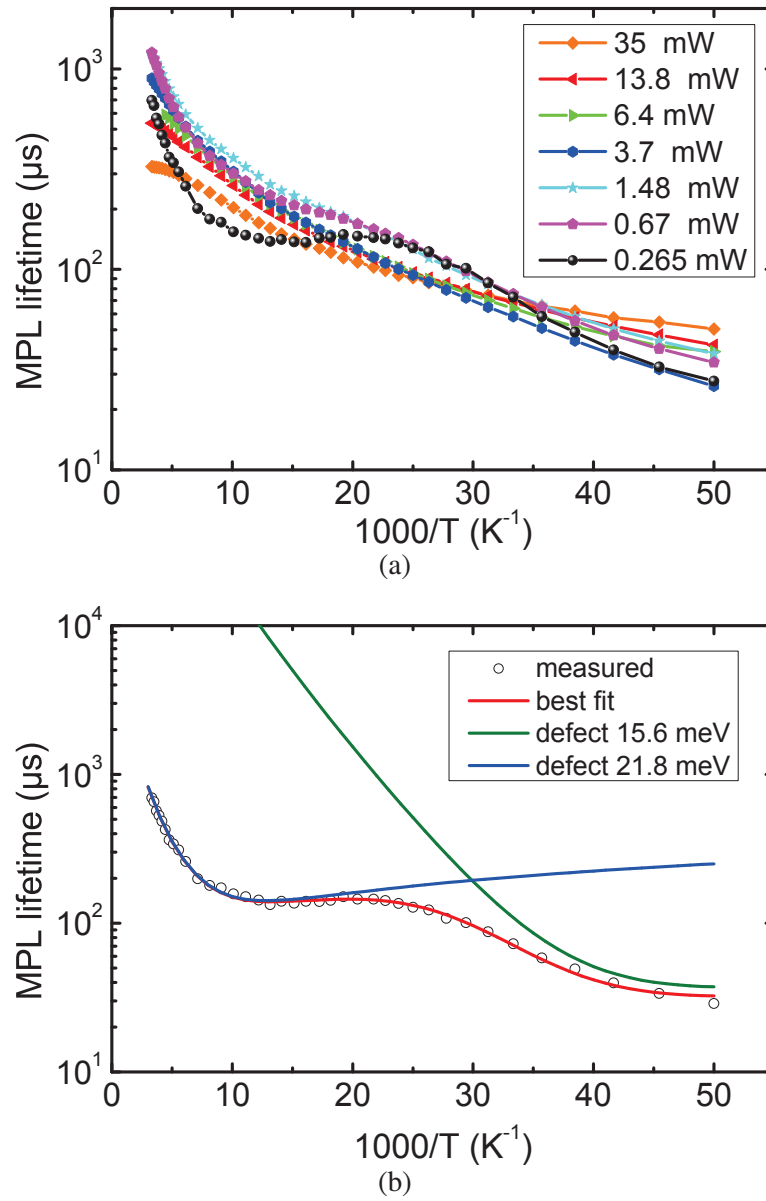 10³
10²
10¹
MPL lifetime (µs)
35 mW
13.8 mW
6.4 mW
3.7 mW
1.48 mW
0.67 mW
0.265 mW
0 10 20 30 40 50
1000/T (K⁻¹)
(a)
10⁴
10³
10²
10¹
MPL lifetime (µs)
measured
best fit
defect 15.6 meV
defect 21.8 meV
0 10 20 30 40 50
1000/T (K⁻¹)
(b)